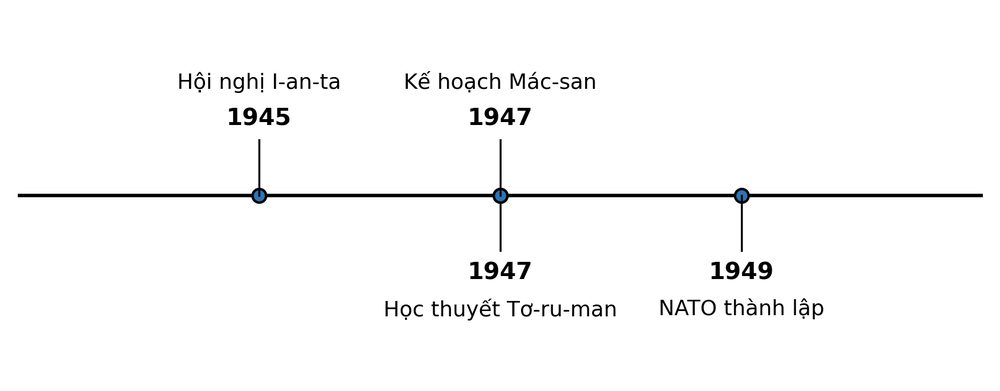 Hội nghị I-an-ta
1945
Kế hoạch Mác-san
1947
1947
Học thuyết Tơ-ru-man
1949
NATO thành lập